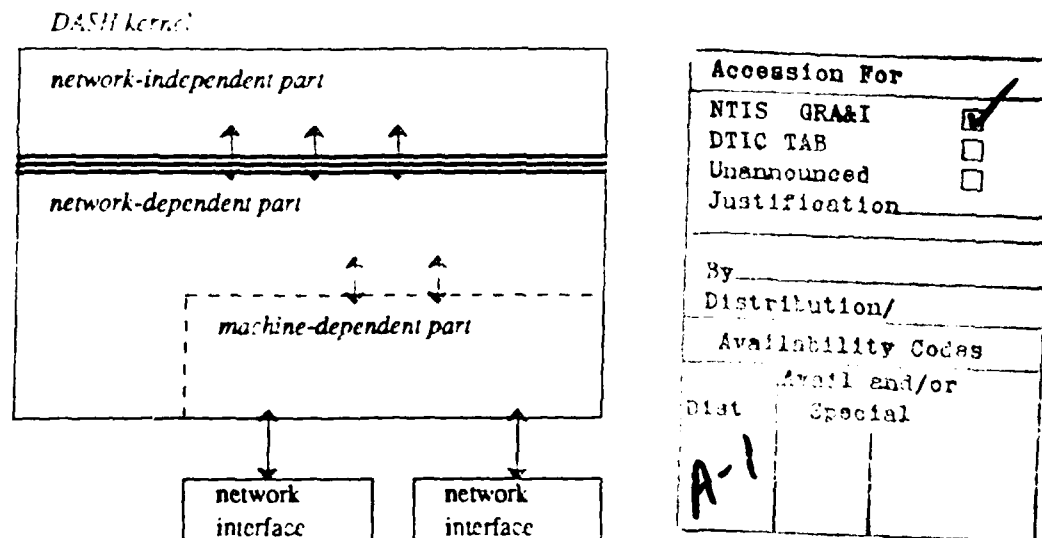 DASH kernel
network-independent part
network-dependent part
machine-dependent part
network
interface
network
interface
Accession For
NTIS GRA&I
DTIC TAB
Unannounced
Justification
By
Distribution/
Availability Codes
Avail and/or
Dist Special
A-1